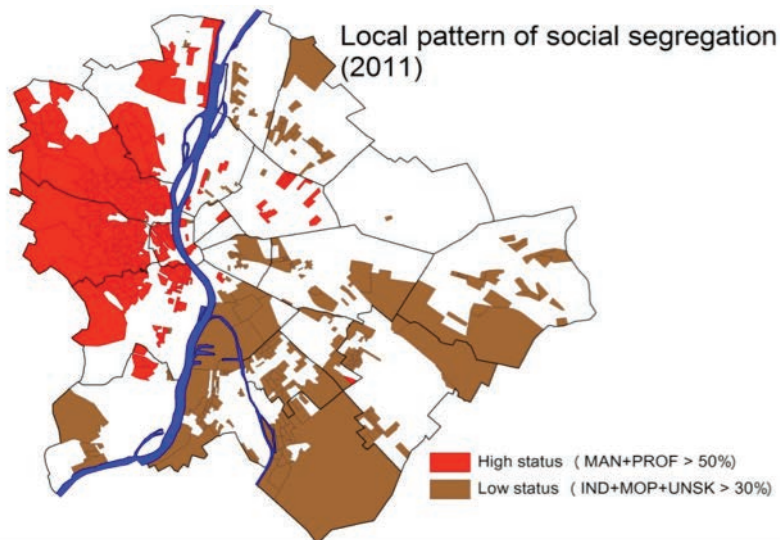 Local pattern of social segregation
(2011)
High status ( MAN+PROF > 50%)
Low status ( IND+MOP+UNSK > 30%)